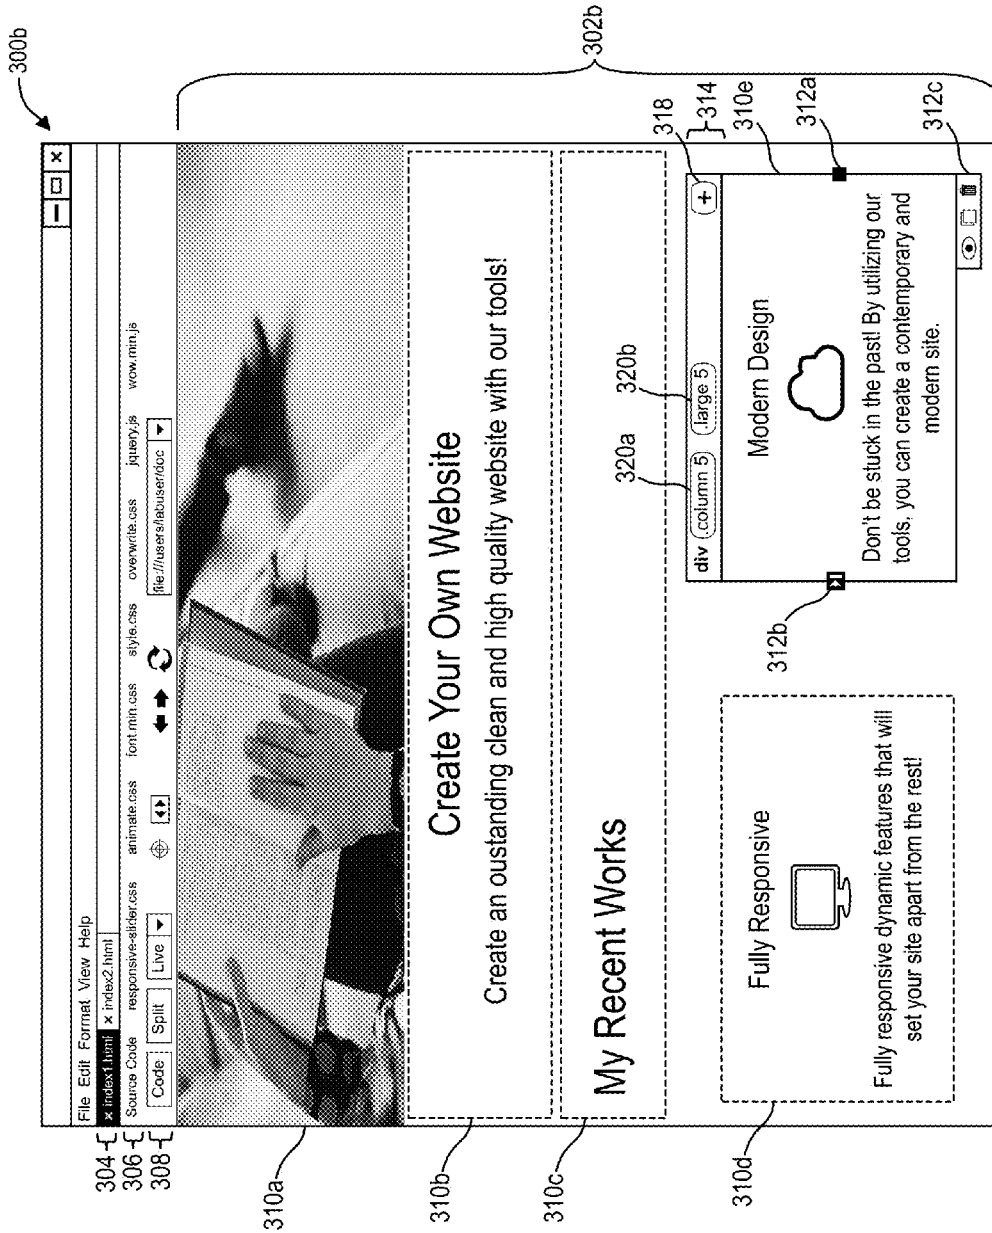 300b
File Edit Format View Help
304
× index1.html × index2.html
306
Source Code responsive-slider.css animate.css font.min.css style.css overwrite.css jquery.js wow.min.js
308
Code Split Live file:///users/labuser/doc
302b
310a
310b
Create Your Own Website
Create an oustanding clean and high quality website with our tools!
310c
My Recent Works
320a
320b
318
314
div .column 5 .large 5 +
310e
312a
312b
312c
310d
Fully Responsive
Fully responsive dynamic features that will
set your site apart from the rest!
Modern Design
Don't be stuck in the past! By utilizing our
tools, you can create a contemporary and
modern site.